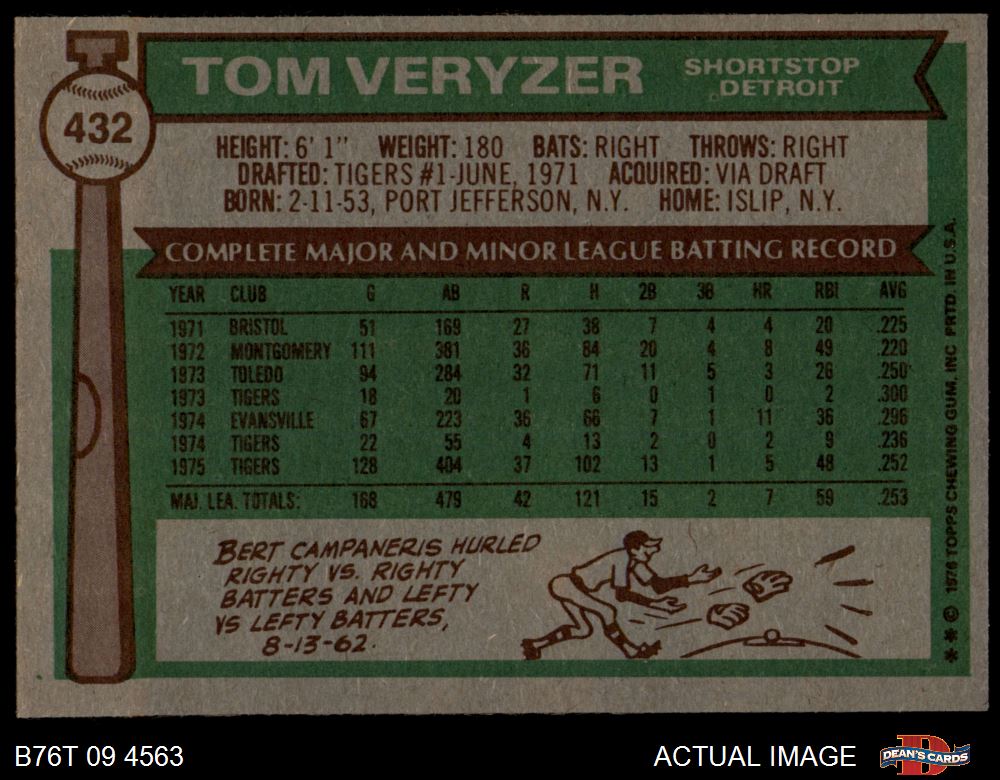 TOM VERYZER
SHORTSTOP
DETROIT
432
HEIGHT: 6' 1" WEIGHT: 180 BATS: RIGHT THROWS: RIGHT
DRAFTED: TIGERS #1-JUNE, 1971 ACQUIRED: VIA DRAFT
BORN: 2-11-53, PORT JEFFERSON, N.Y. HOME: ISLIP, N.Y.
COMPLETE MAJOR AND MINOR LEAGUE BATTING RECORD
YEAR CLUB G AB R H 2B 3B HR RBI AVG
1971 BRISTOL 51 169 27 38 7 4 4 20 .225
1972 MONTGOMERY 111 381 36 84 20 4 8 49 .220
1973 TOLEDO 94 284 32 71 11 5 3 26 .250
1973 TIGERS 18 20 1 6 0 1 0 2 .300
1974 EVANSVILLE 67 223 36 66 7 1 11 36 .296
1974 TIGERS 22 55 4 13 2 0 2 9 .236
1975 TIGERS 128 404 37 102 13 1 5 48 .252
MAJ. LEA. TOTALS: 168 479 42 121 15 2 7 59 .253
BERT CAMPANERIS HURLED
RIGHTY VS. RIGHTY
BATTERS AND LEFTY
VS LEFTY BATTERS,
8-13-62.
* * © 1976 TOPPS CHEWING GUM, INC PRTD. IN U.S.A.
B76T 09 4563
ACTUAL IMAGE
D
DEAN'S CARDS